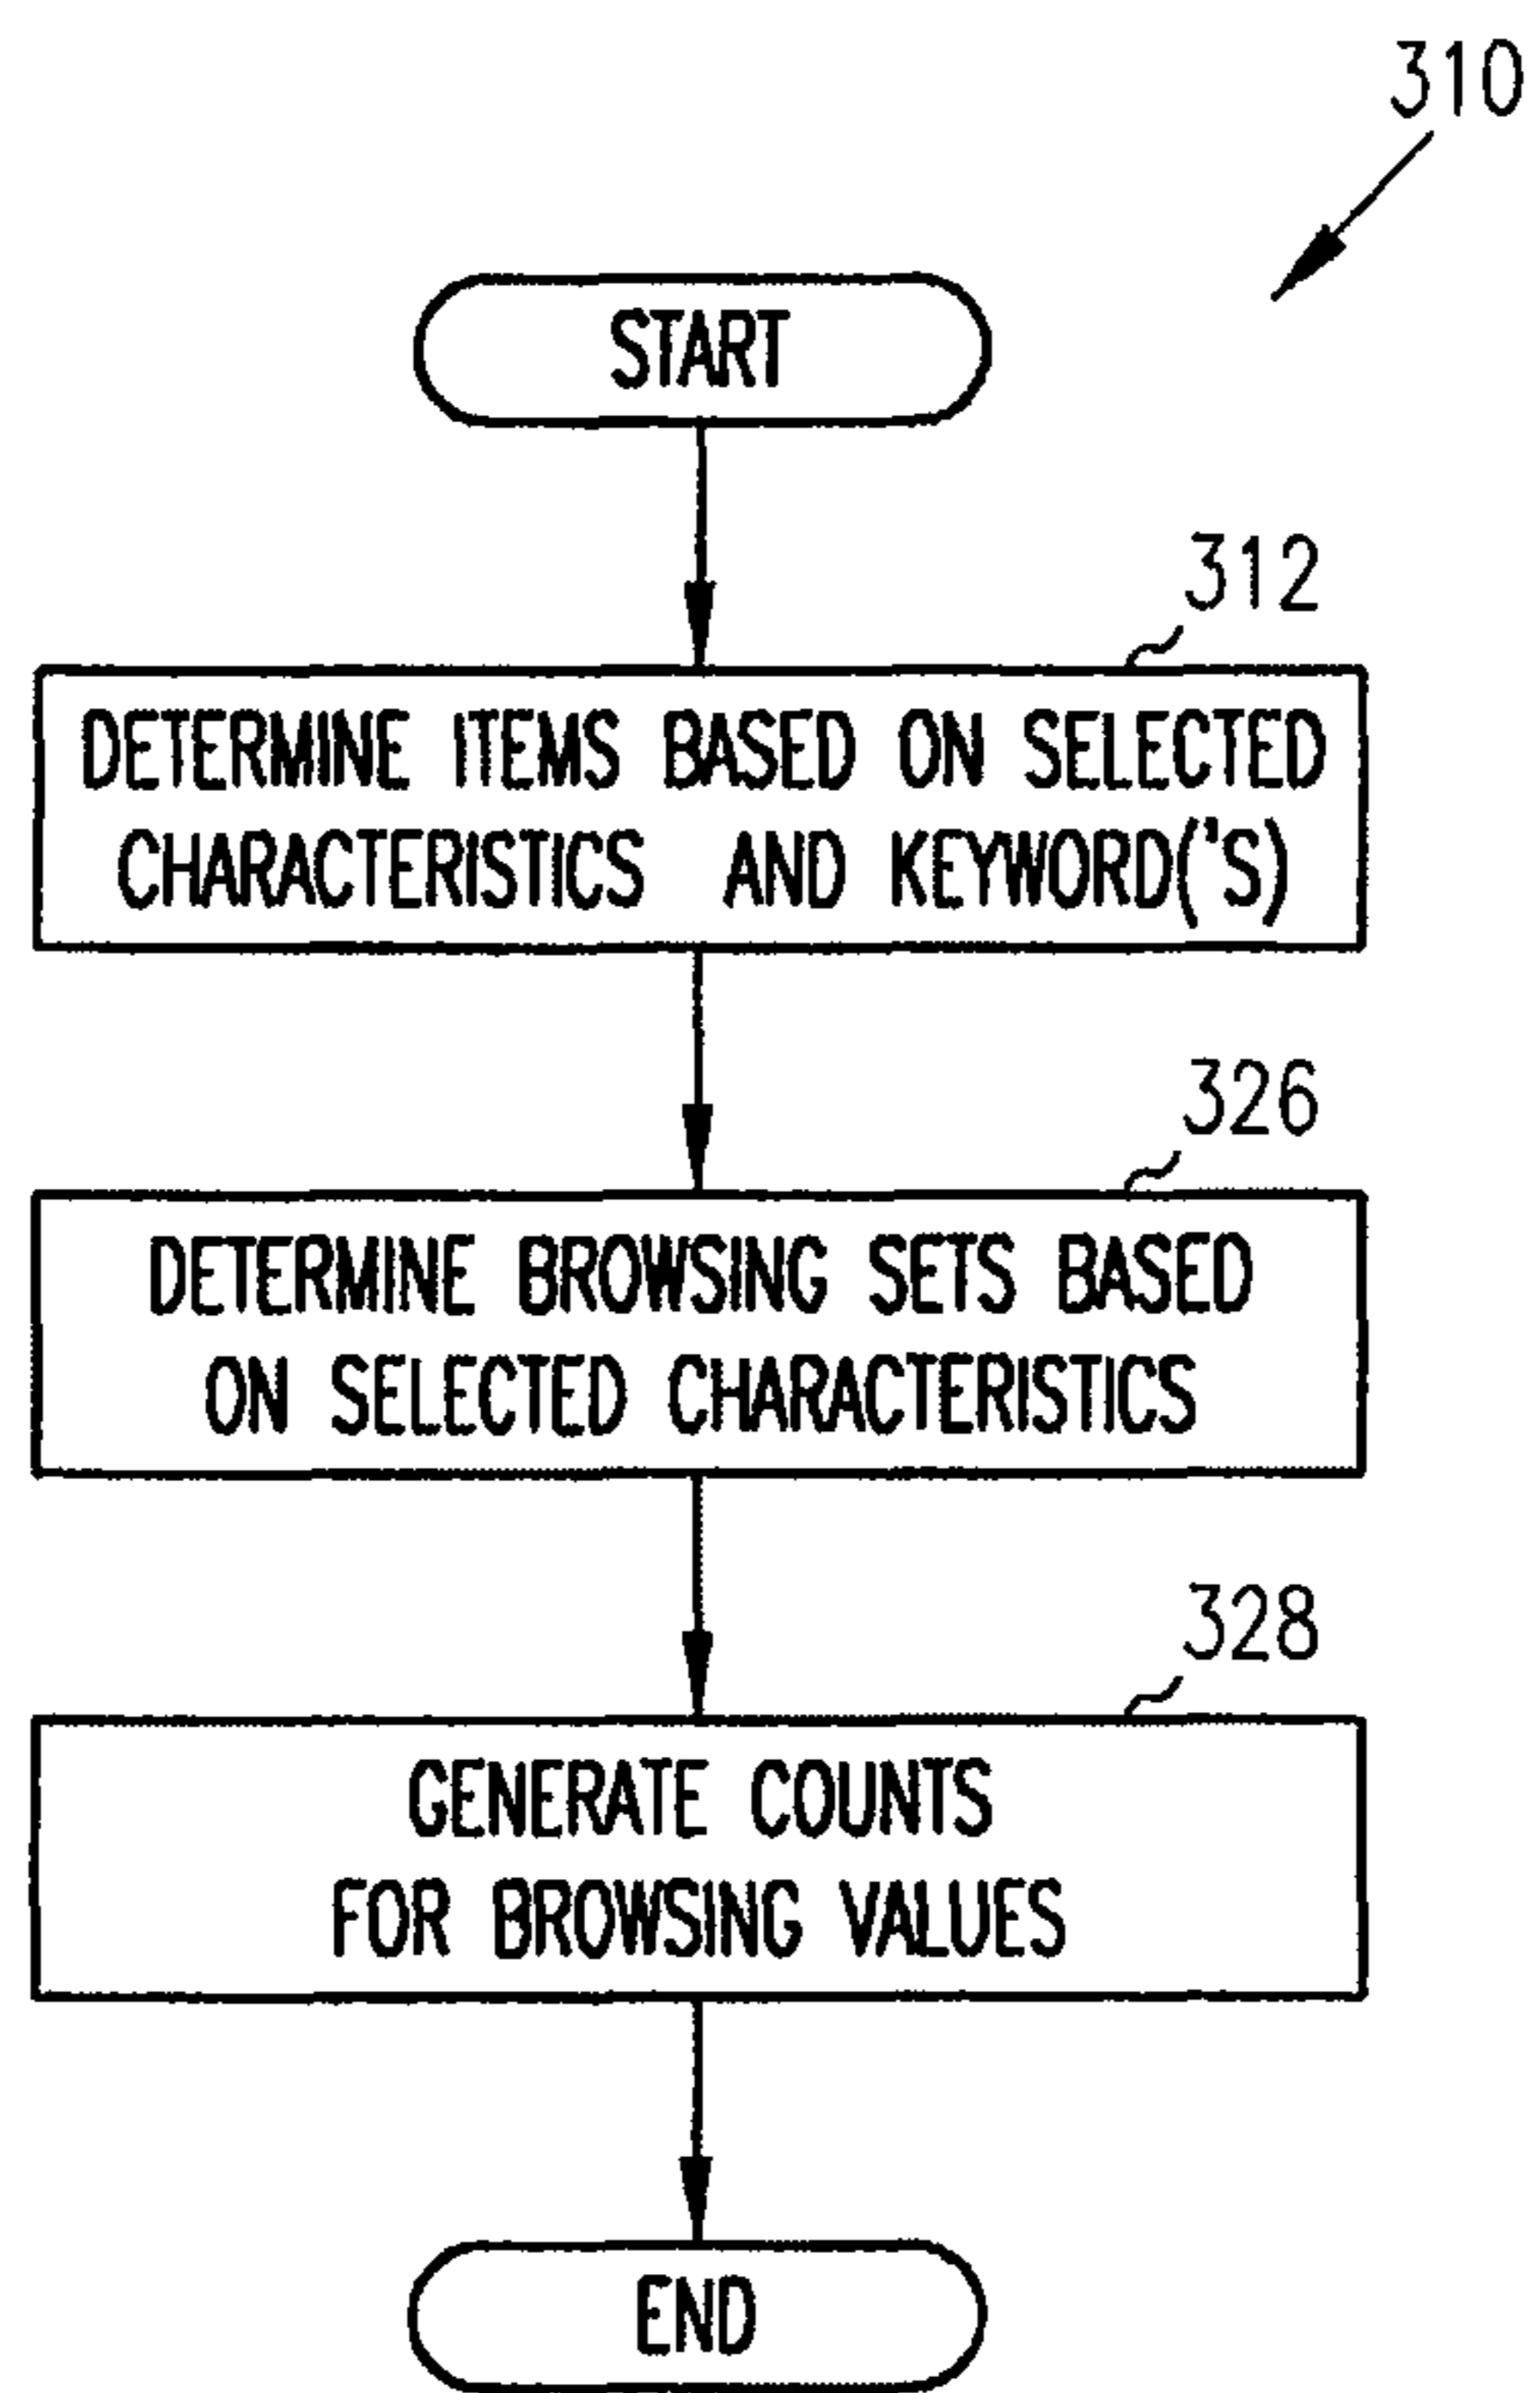 310
START
312
DETERMINE ITEMS BASED ON SELECTED
CHARACTERISTICS AND KEYWORD('S)
326
DETERMINE BROWSING SETS BASED
ON SELECTED CHARACTERISTICS
328
GENERATE COUNTS
FOR BROWSING VALUES
END